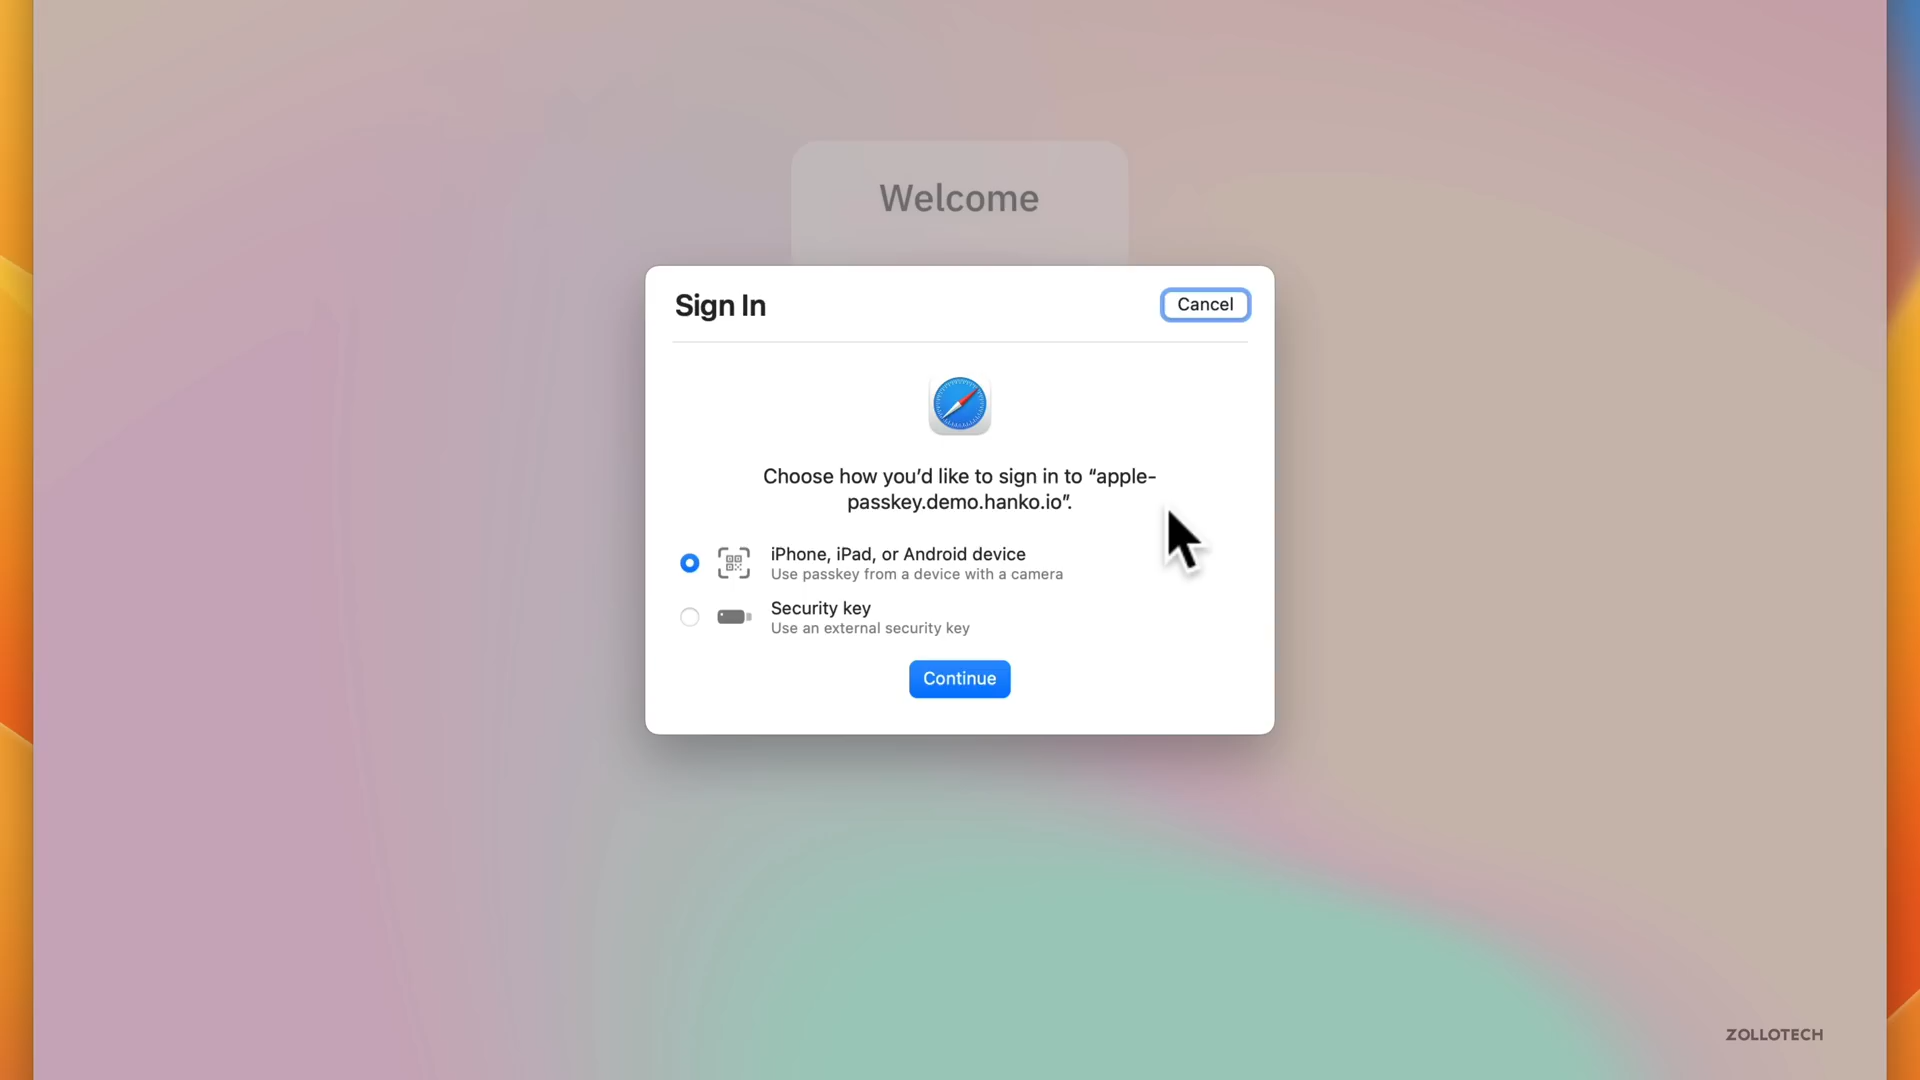 Welcome
Sign In
Cancel
Choose how you’d like to sign in to “apple-
passkey.demo.hanko.io”.
iPhone, iPad, or Android device
Use passkey from a device with a camera
Security key
Use an external security key
Continue
ZOLLOTECH